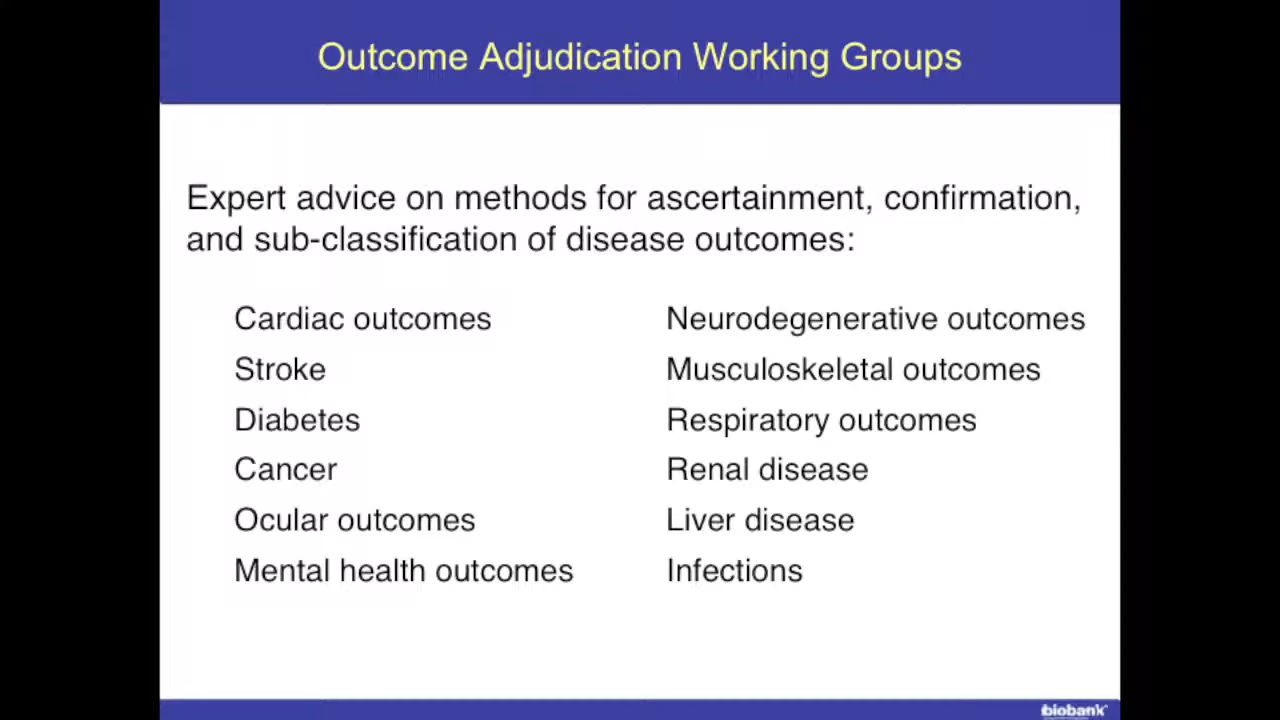 Outcome Adjudication Working Groups
Expert advice on methods for ascertainment, confirmation,
and sub-classification of disease outcomes:
Cardiac outcomes
Stroke
Diabetes
Cancer
Ocular outcomes
Mental health outcomes
Neurodegenerative outcomes
Musculoskeletal outcomes
Respiratory outcomes
Renal disease
Liver disease
Infections
biobank